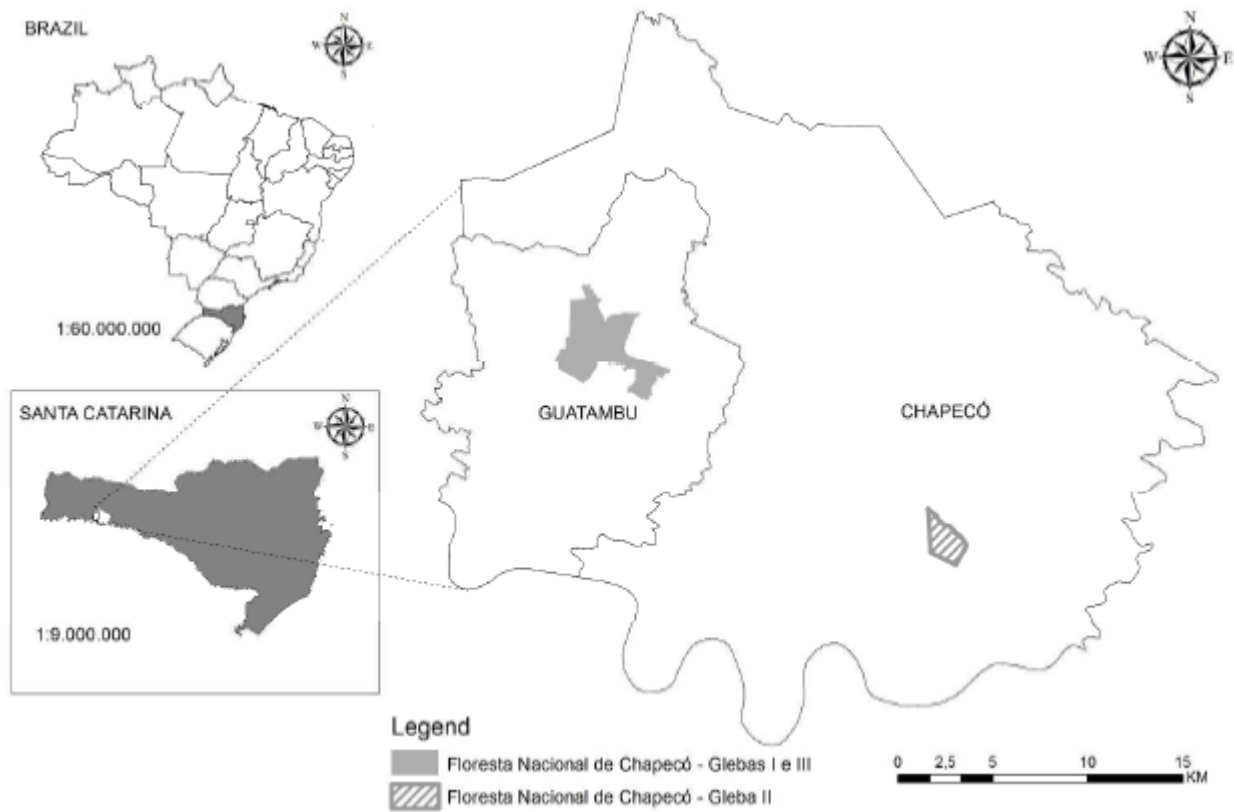 BRAZIL
N
W E
S
1:60.000.000
SANTA CATARINA
N
W E
S
1:9.000.000
N
W E
S
GUATAMBU
CHAPECÓ
Legend
Floresta Nacional de Chapecó - Glebas I e III
Floresta Nacional de Chapecó - Gleba II
0 2,5 5 10 15
KM